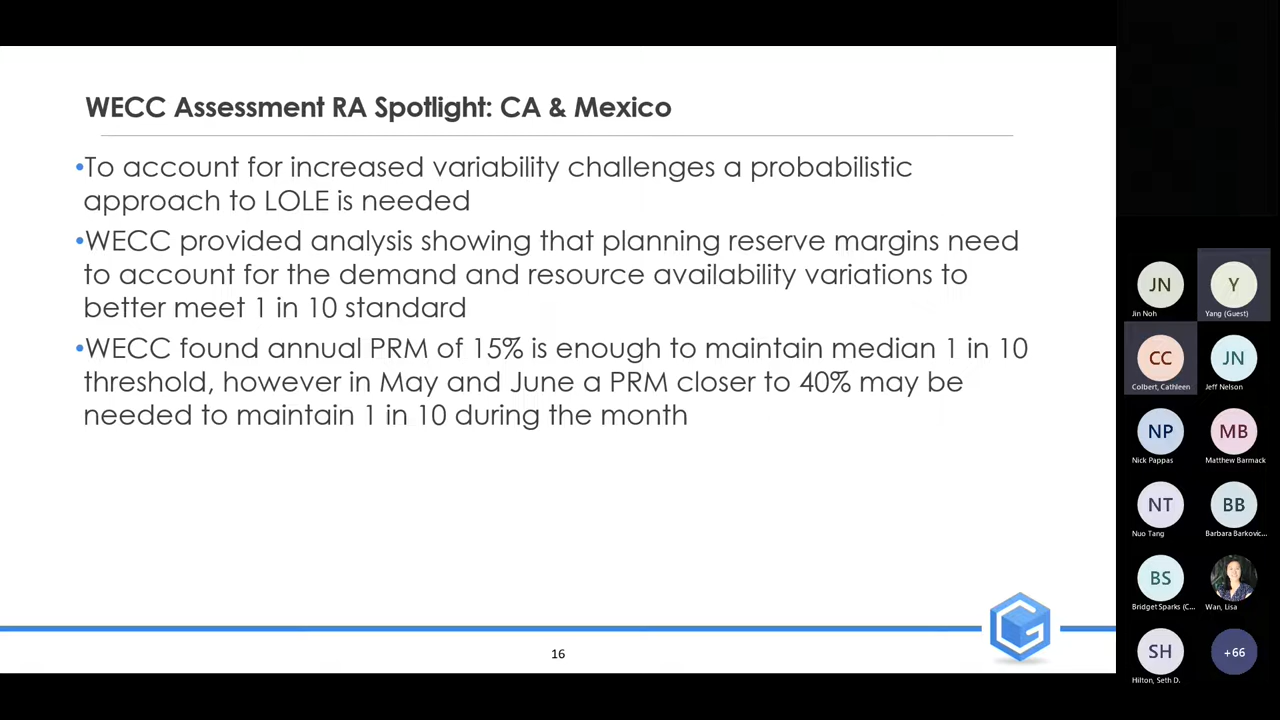 WECC Assessment RA Spotlight: CA & Mexico
•To account for increased variability challenges a probabilistic
approach to LOLE is needed
•WECC provided analysis showing that planning reserve margins need
to account for the demand and resource availability variations to
better meet 1 in 10 standard
•WECC found annual PRM of 15% is enough to maintain median 1 in 10
threshold, however in May and June a PRM closer to 40% may be
needed to maintain 1 in 10 during the month
16
JN
Jin Noh
Y
Yang (Guest)
CC
Colbert, Cathleen
JN
Jeff Nelson
NP
Nick Pappas
MB
Matthew Barmack
NT
Nuo Tang
BB
Barbara Barkovic...
BS
Bridget Sparks (C...
Wan, Lisa
SH
Hilton, Seth D.
+66